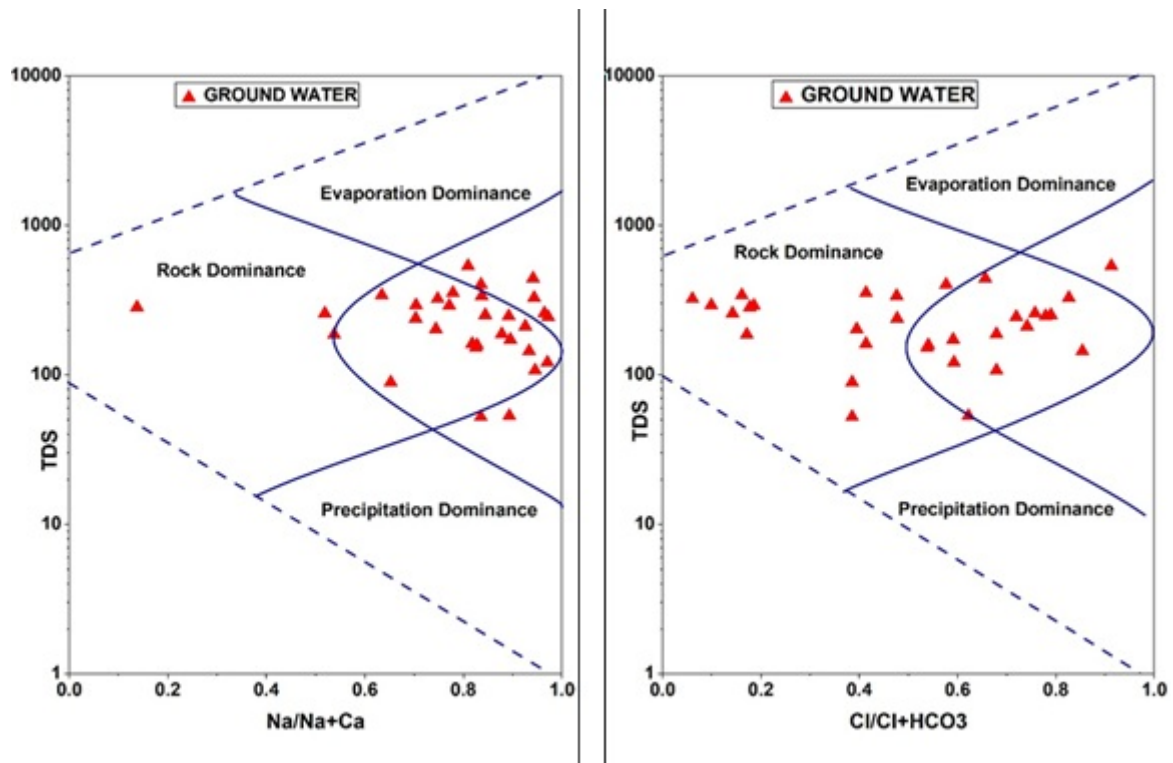 10000
GROUND WATER
Evaporation Dominance
1000
Rock Dominance
100
TDS
Precipitation Dominance
10
1
0.0 0.2 0.4 0.6 0.8 1.0
Na/Na+Ca
10000
GROUND WATER
Evaporation Dominance
1000
Rock Dominance
100
TDS
Precipitation Dominance
10
1
0.0 0.2 0.4 0.6 0.8 1.0
Cl/Cl+HCO3